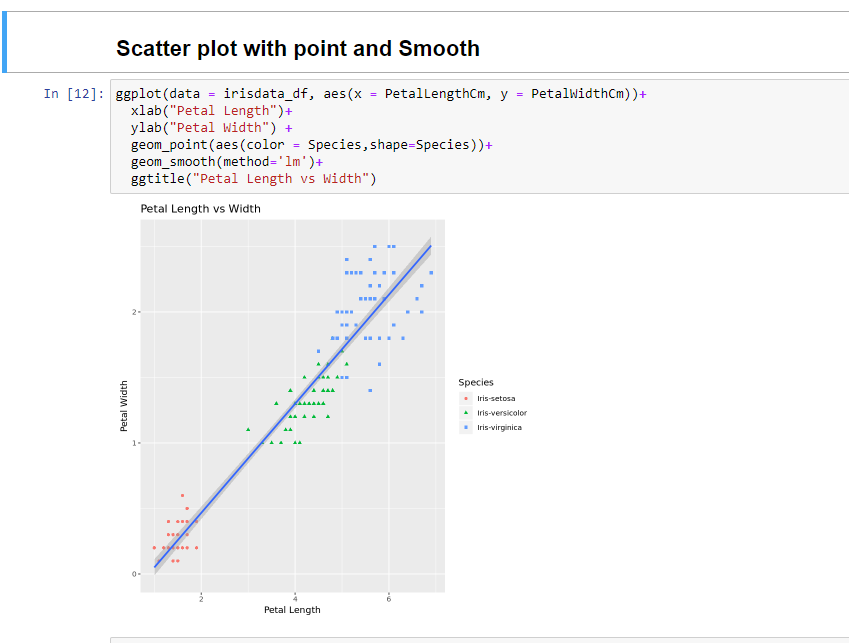 Scatter plot with point and Smooth
In [12]: ggplot(data = irisdata_df, aes(x = PetalLengthCm, y = PetalWidthCm))+
xlab("Petal Length")+
ylab("Petal Width") +
geom_point(aes(color = Species,shape=Species))+
geom_smooth(method='lm')+
ggtitle("Petal Length vs Width")
Petal Length vs Width
2
1
0
Petal Width
2 4 6
Petal Length
Species
Iris-setosa
Iris-versicolor
Iris-virginica